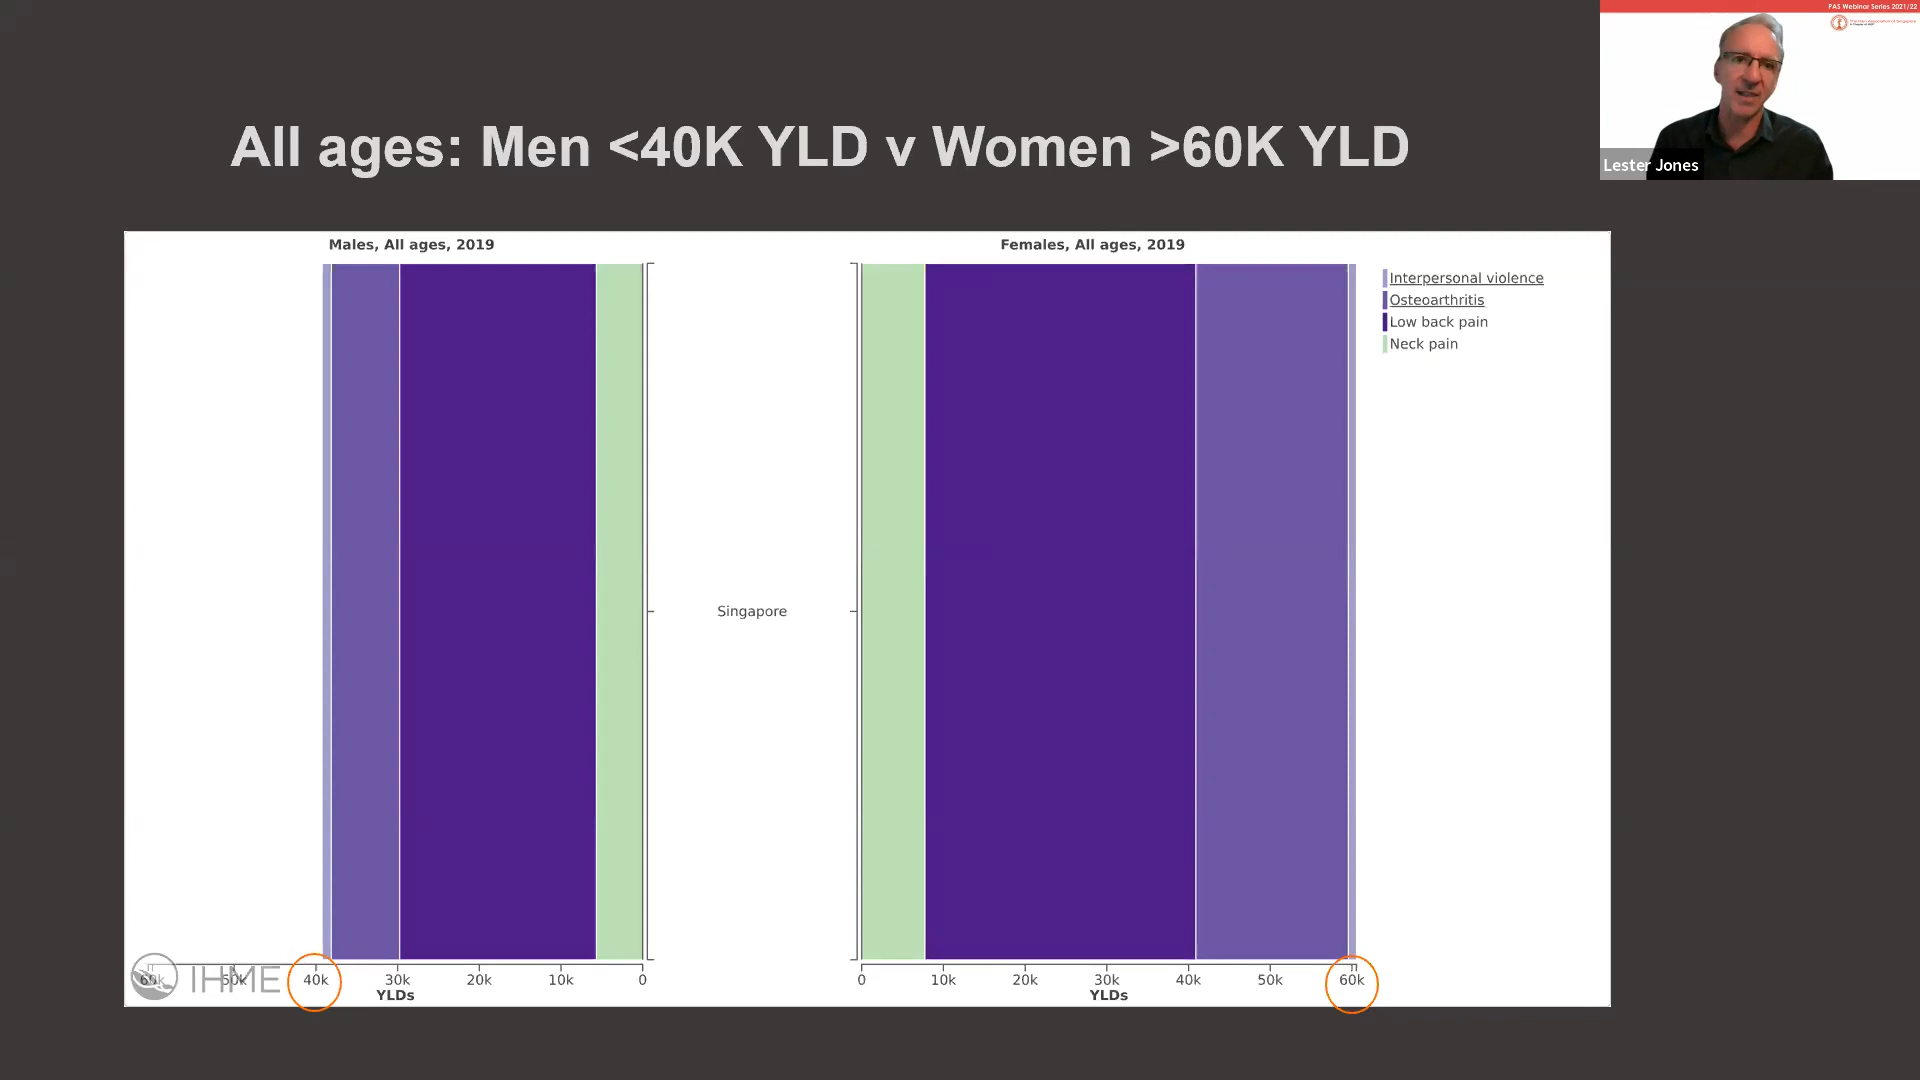 PAS Webinar Series 2021/22
Lester Jones
All ages: Men <40K YLD v Women >60K YLD
Males, All ages, 2019
Females, All ages, 2019
Interpersonal violence
Osteoarthritis
Low back pain
Neck pain
Singapore
IHME
60k 50k 40k 30k 20k 10k 0
0 10k 20k 30k 40k 50k 60k
YLDs
YLDs